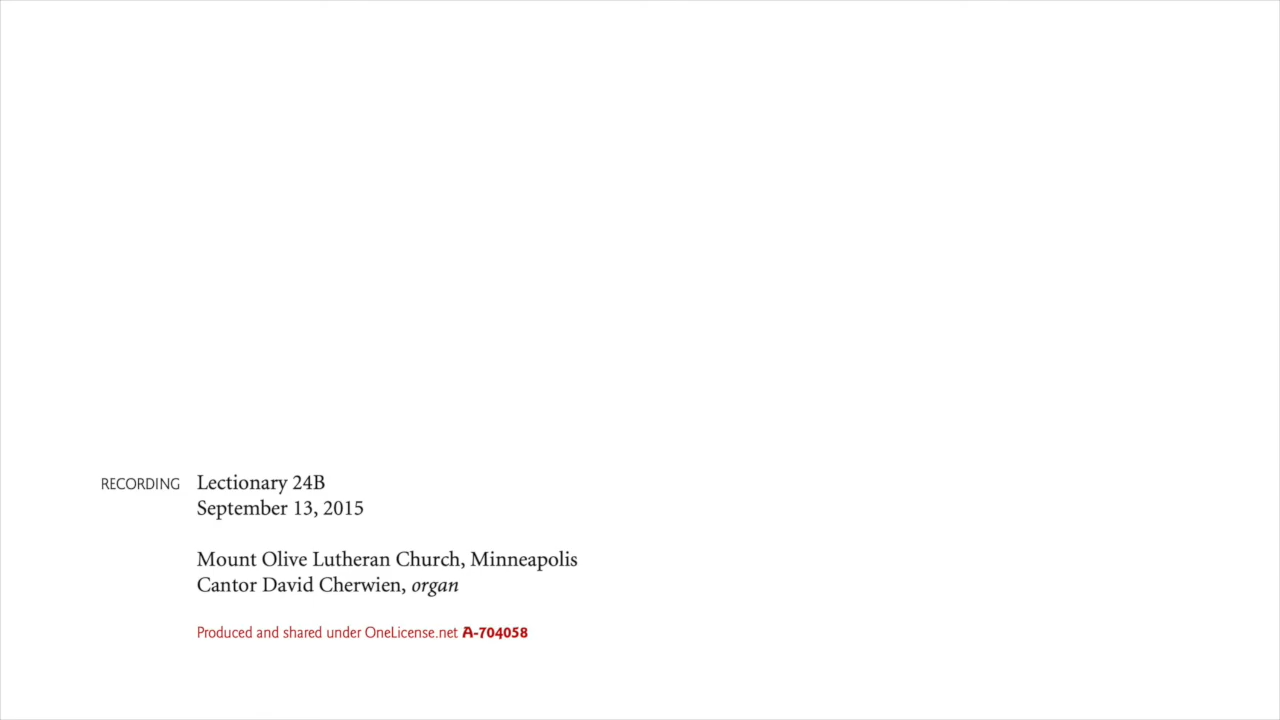 RECORDING Lectionary 24B
September 13, 2015
Mount Olive Lutheran Church, Minneapolis
Cantor David Cherwien, organ
Produced and shared under OneLicense.net A-704058